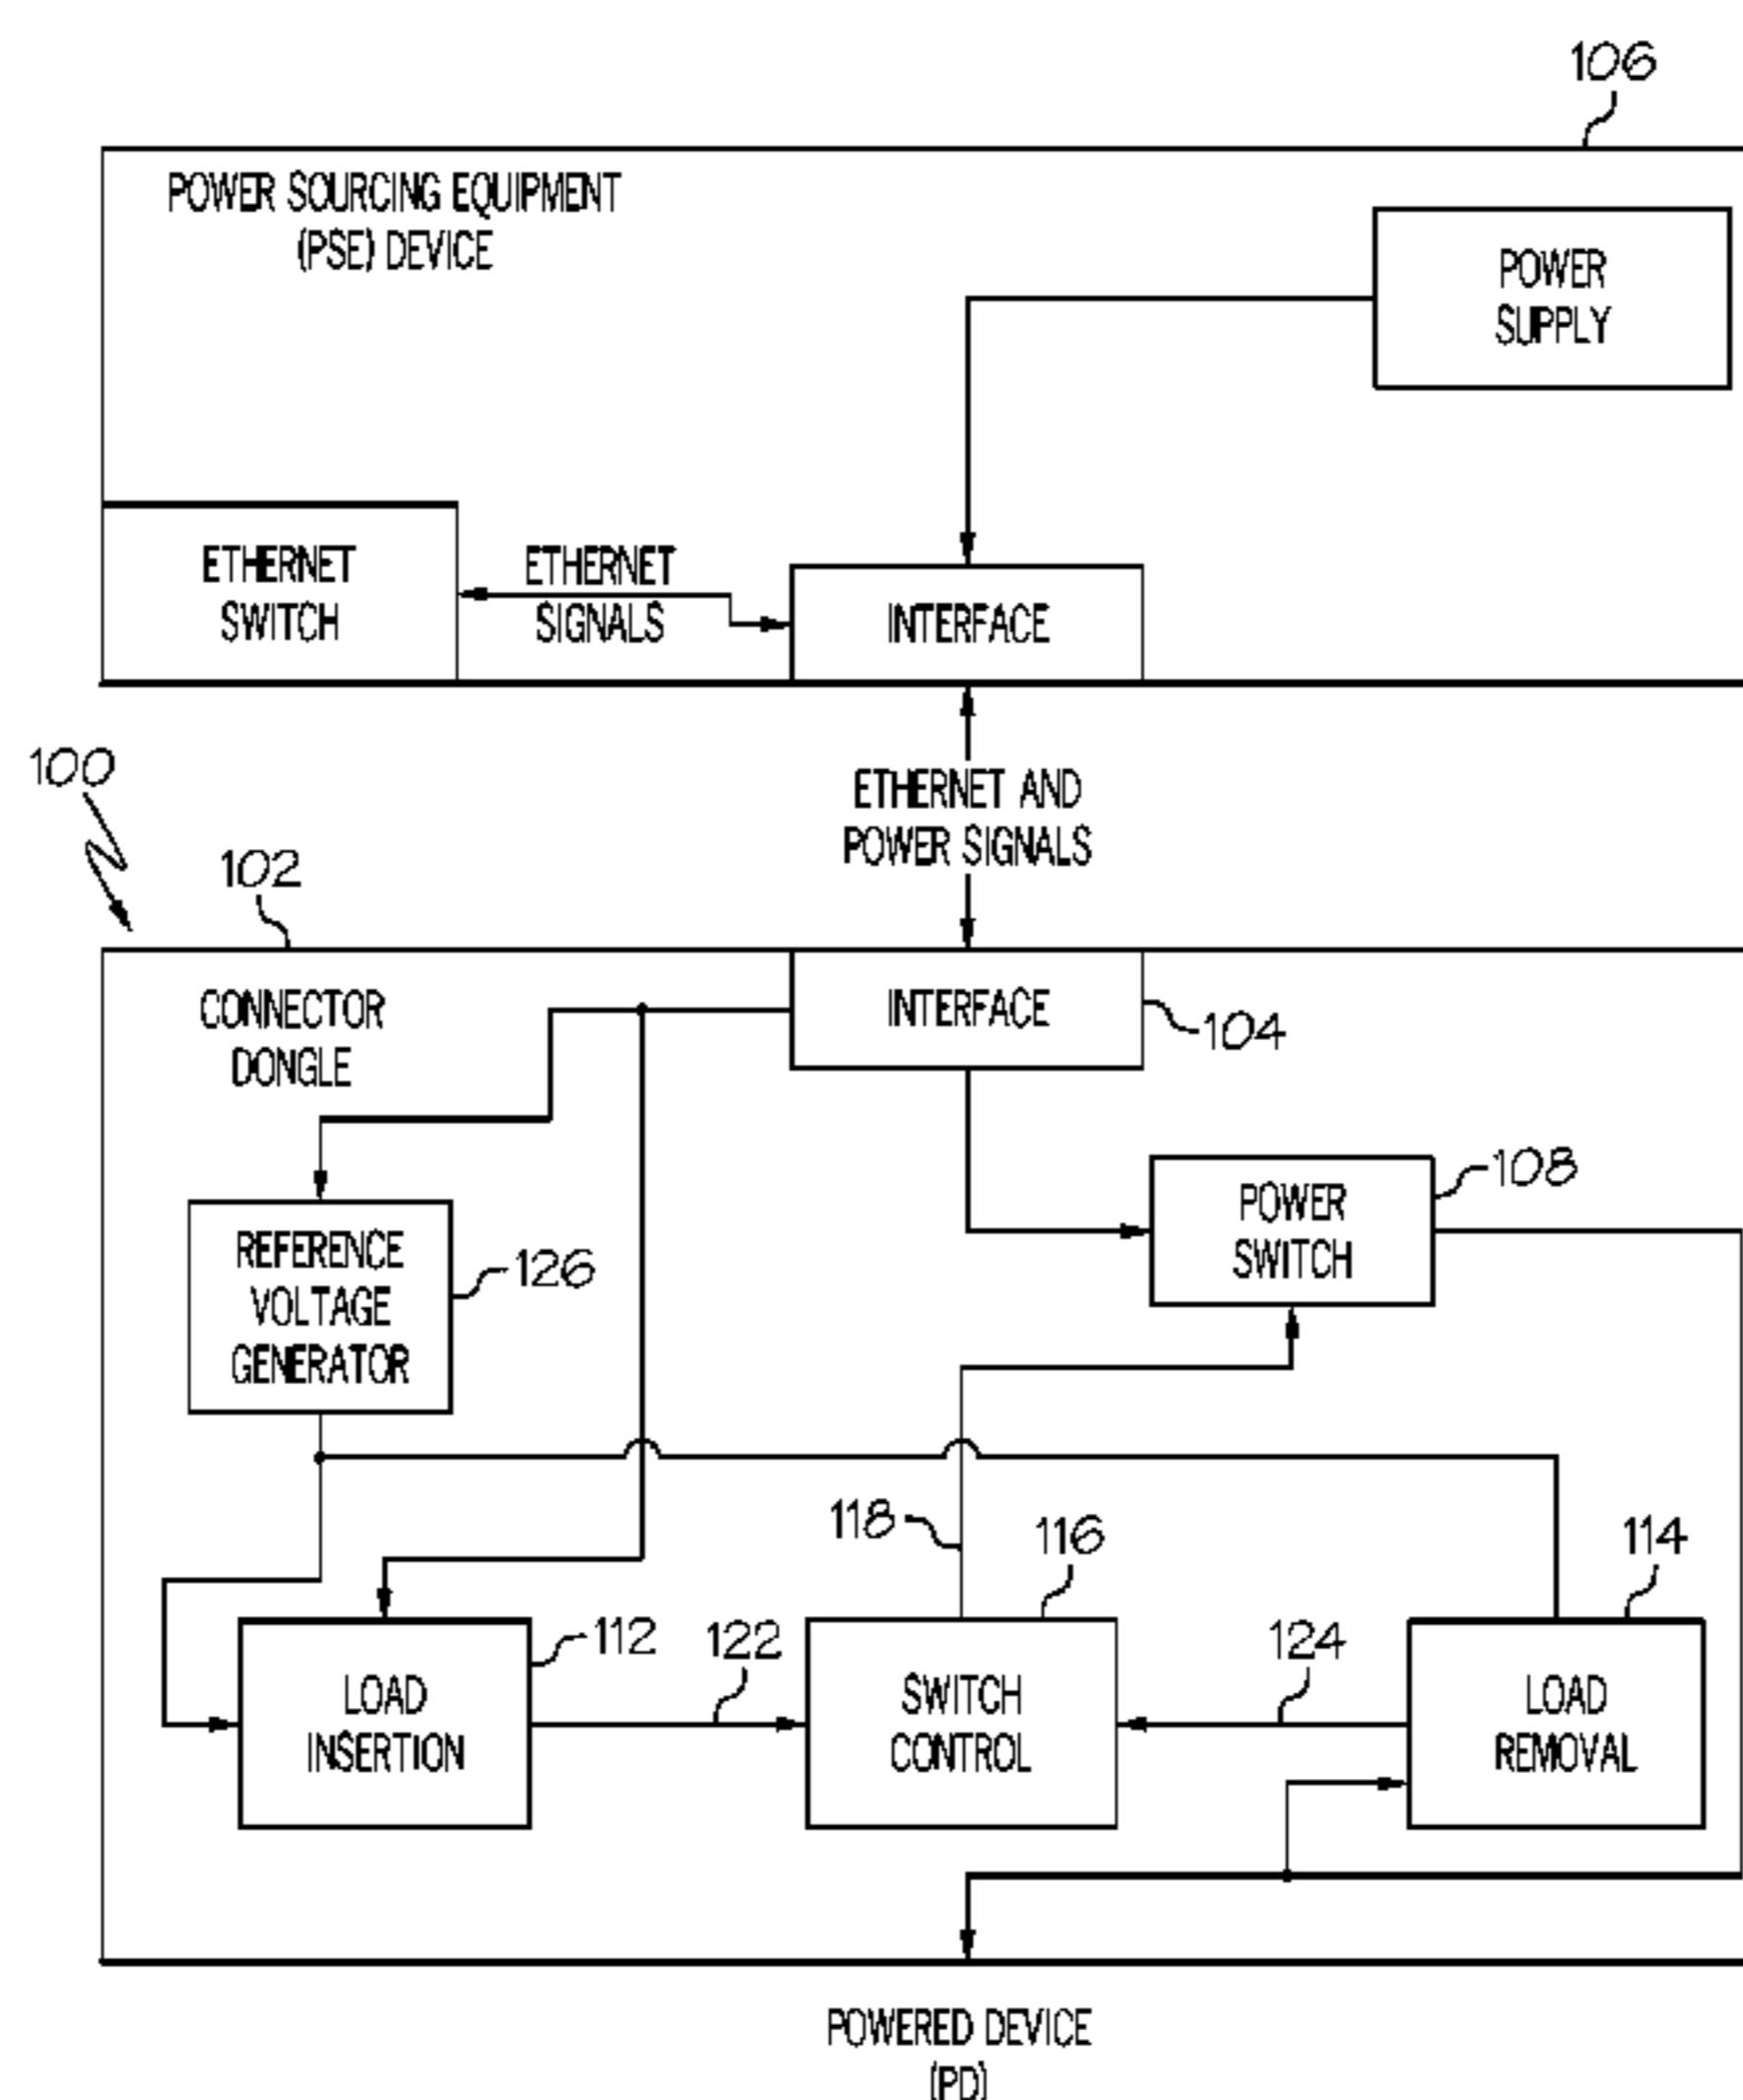 106
POWER SOURCING EQUIPMENT
(PSE) DEVICE
POWER
SUPPLY
ETHERNET
SWITCH
ETHERNET
SIGNALS
INTERFACE
100
ETHERNET AND
POWER SIGNALS
102
CONNECTOR
DONGLE
INTERFACE
104
POWER
SWITCH
108
REFERENCE
VOLTAGE
GENERATOR
126
118
116
114
LOAD
INSERTION
112
122
SWITCH
CONTROL
124
LOAD
REMOVAL
POWERED DEVICE
(PD)